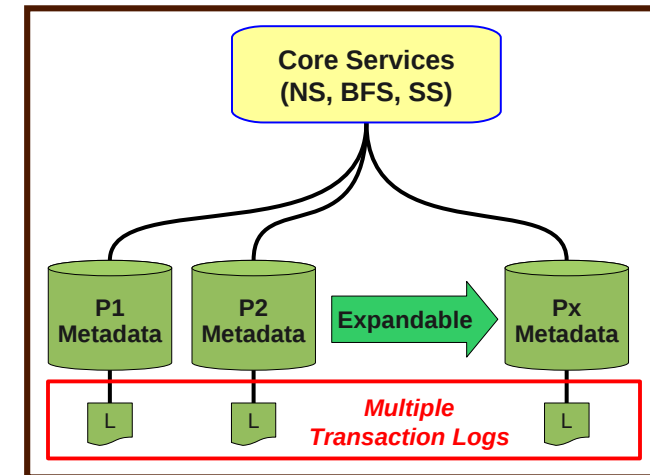 Core Services
(NS, BFS, SS)
P1
Metadata
P2
Metadata
Expandable
Px
Metadata
L
L
Multiple
Transaction Logs
L